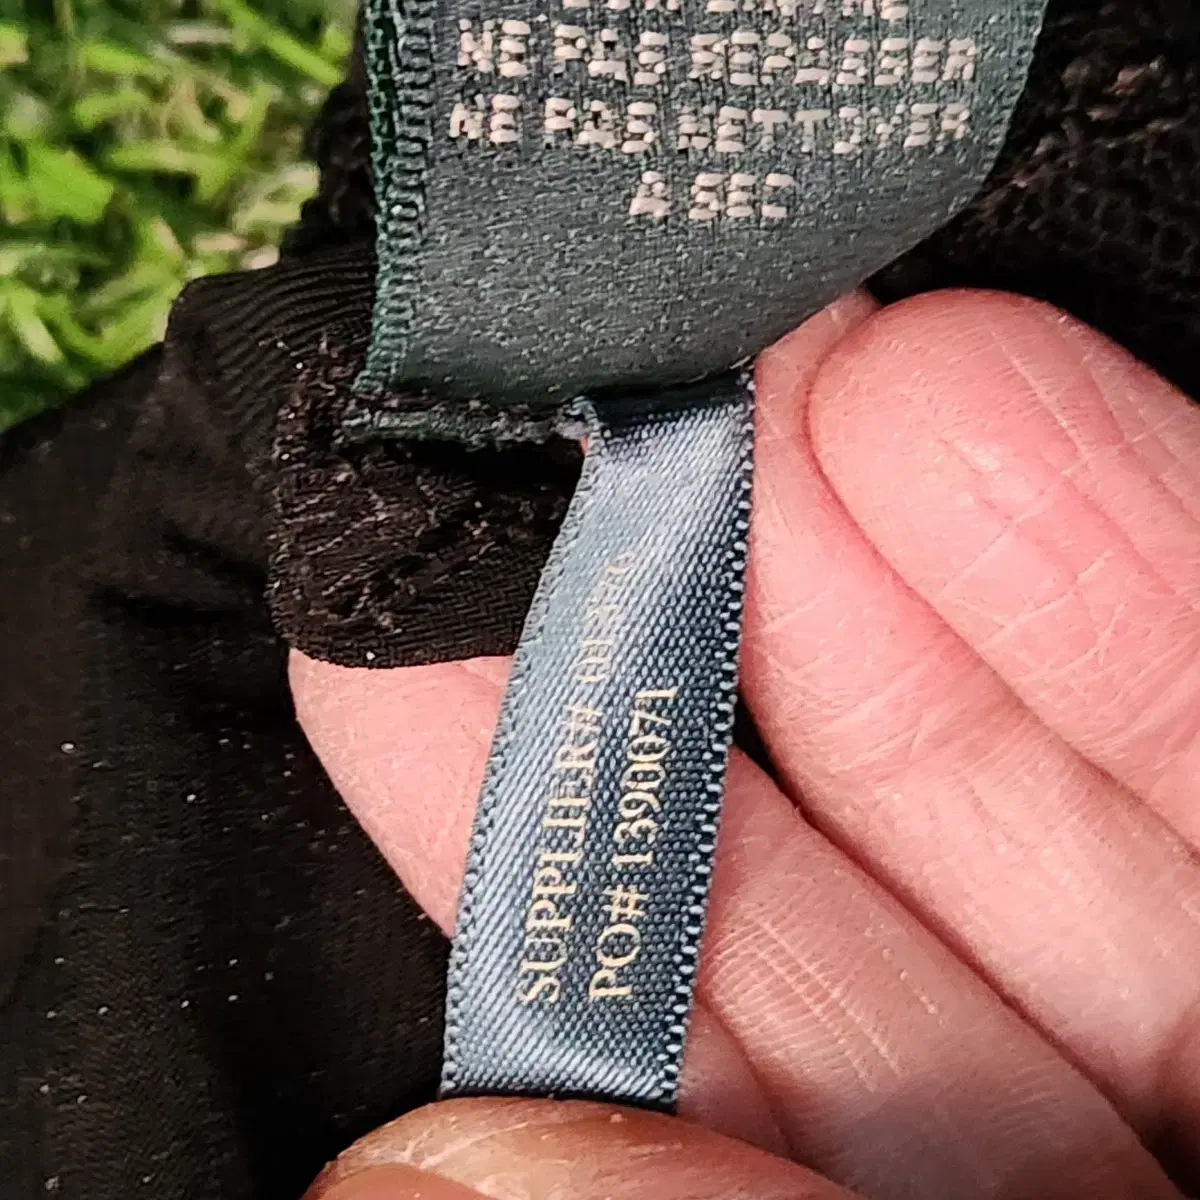 NE PAS REPASSER
NE PAS NETTOYER
A SEC
SUPPLIER#
PO# 1390071